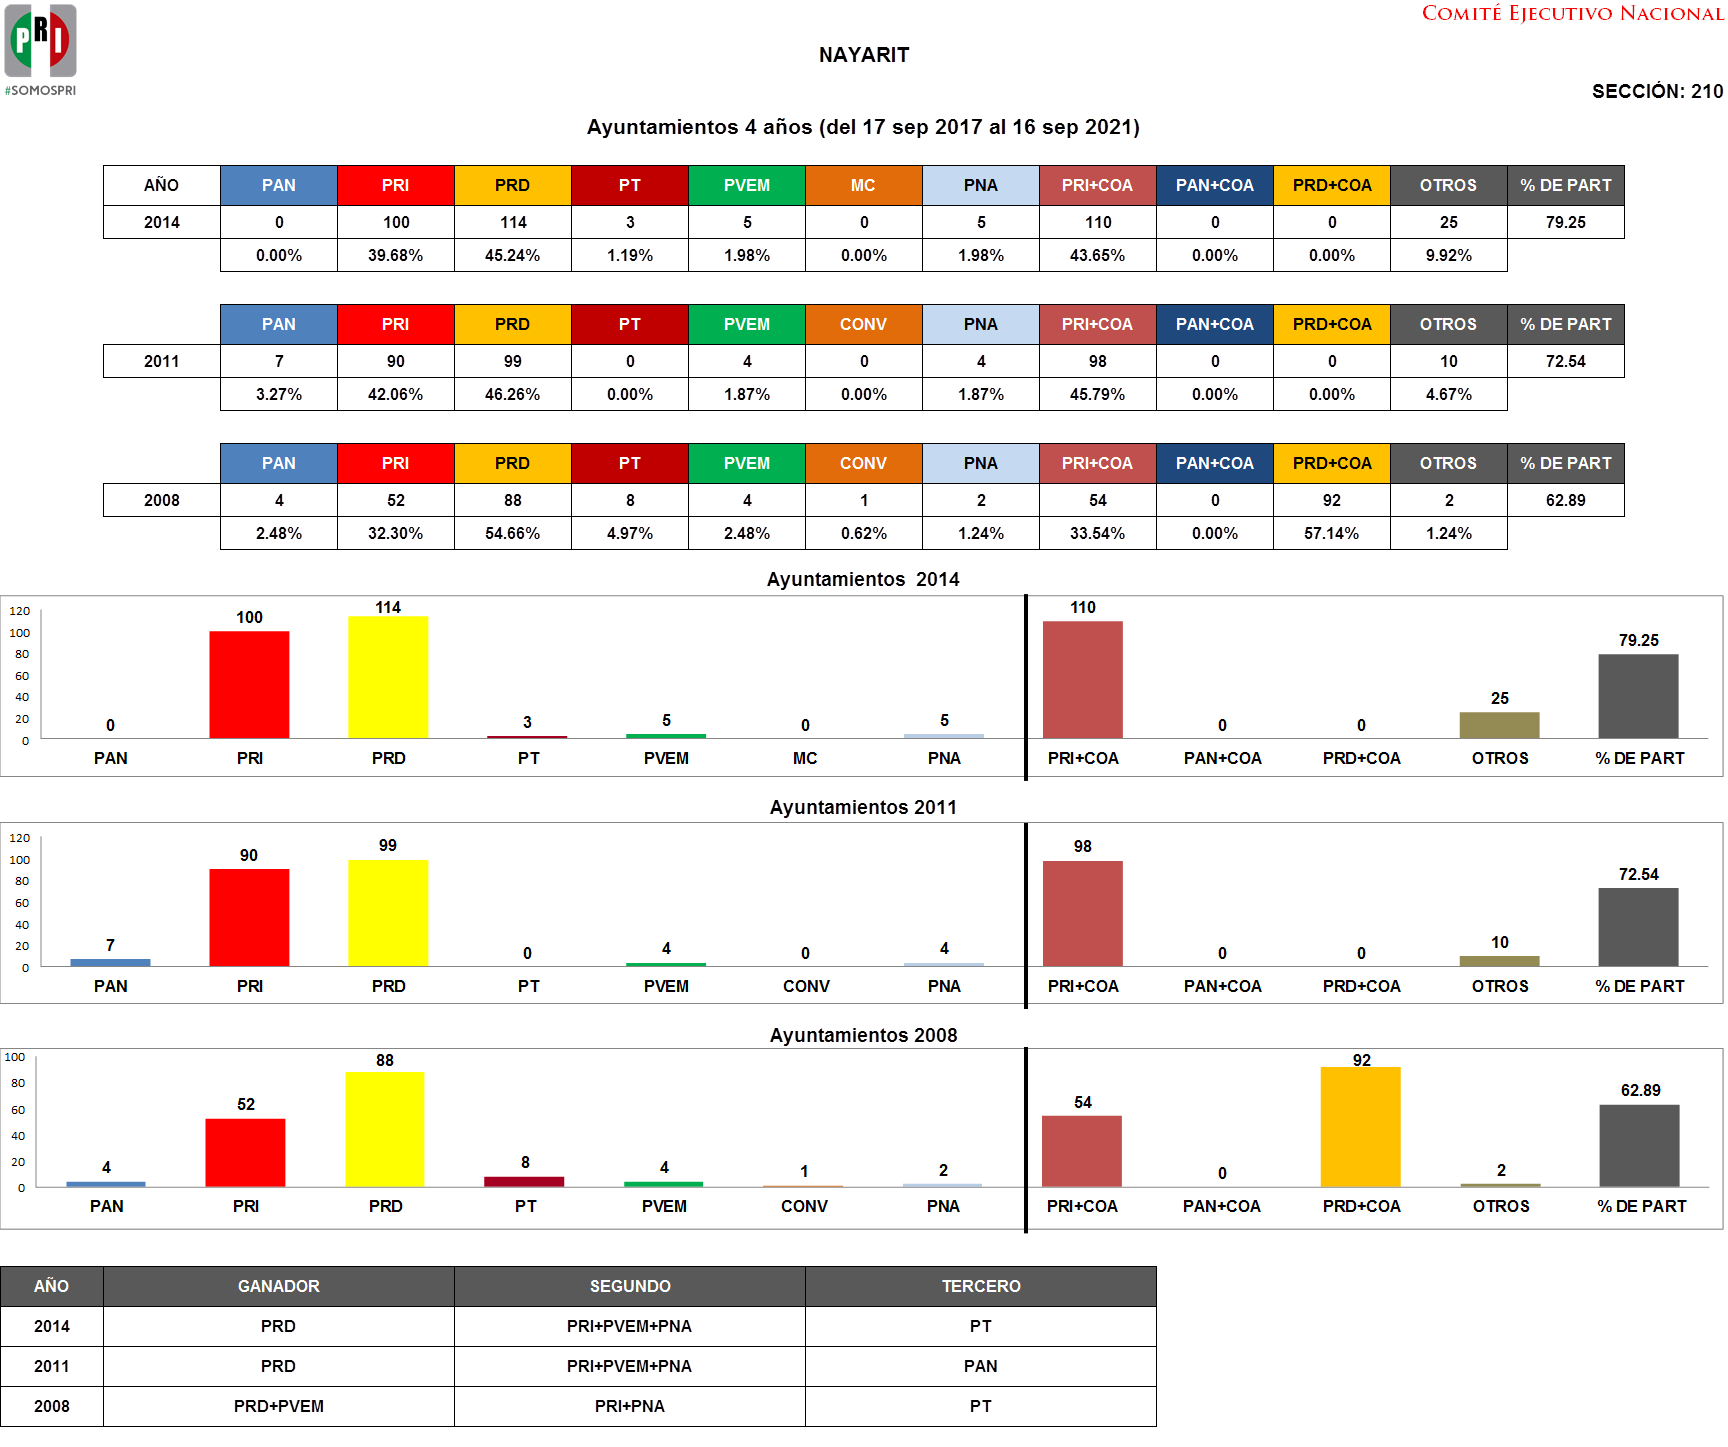 PRI
#SOMOSPRI
COMITÉ EJECUTIVO NACIONAL
NAYARIT
SECCIÓN: 210
Ayuntamientos 4 años (del 17 sep 2017 al 16 sep 2021)
AÑO PAN PRI PRD PT PVEM MC PNA PRI+COA PAN+COA PRD+COA OTROS % DE PART
2014 0 100 114 3 5 0 5 110 0 0 25 79.25
0.00% 39.68% 45.24% 1.19% 1.98% 0.00% 1.98% 43.65% 0.00% 0.00% 9.92%
PAN PRI PRD PT PVEM CONV PNA PRI+COA PAN+COA PRD+COA OTROS % DE PART
2011 7 90 99 0 4 0 4 98 0 0 10 72.54
3.27% 42.06% 46.26% 0.00% 1.87% 0.00% 1.87% 45.79% 0.00% 0.00% 4.67%
PAN PRI PRD PT PVEM CONV PNA PRI+COA PAN+COA PRD+COA OTROS % DE PART
2008 4 52 88 8 4 1 2 54 0 92 2 62.89
2.48% 32.30% 54.66% 4.97% 2.48% 0.62% 1.24% 33.54% 0.00% 57.14% 1.24%
Ayuntamientos  2014
120
100
80
60
40
20
0
0 100 114 3 5 0 5 110 0 0 25 79.25
PAN PRI PRD PT PVEM MC PNA PRI+COA PAN+COA PRD+COA OTROS % DE PART
Ayuntamientos 2011
120
100
80
60
40
20
0
7 90 99 0 4 0 4 98 0 0 10 72.54
PAN PRI PRD PT PVEM CONV PNA PRI+COA PAN+COA PRD+COA OTROS % DE PART
Ayuntamientos 2008
100
80
60
40
20
0
4 52 88 8 4 1 2 54 0 92 2 62.89
PAN PRI PRD PT PVEM CONV PNA PRI+COA PAN+COA PRD+COA OTROS % DE PART
AÑO GANADOR SEGUNDO TERCERO
2014 PRD PRI+PVEM+PNA PT
2011 PRD PRI+PVEM+PNA PAN
2008 PRD+PVEM PRI+PNA PT